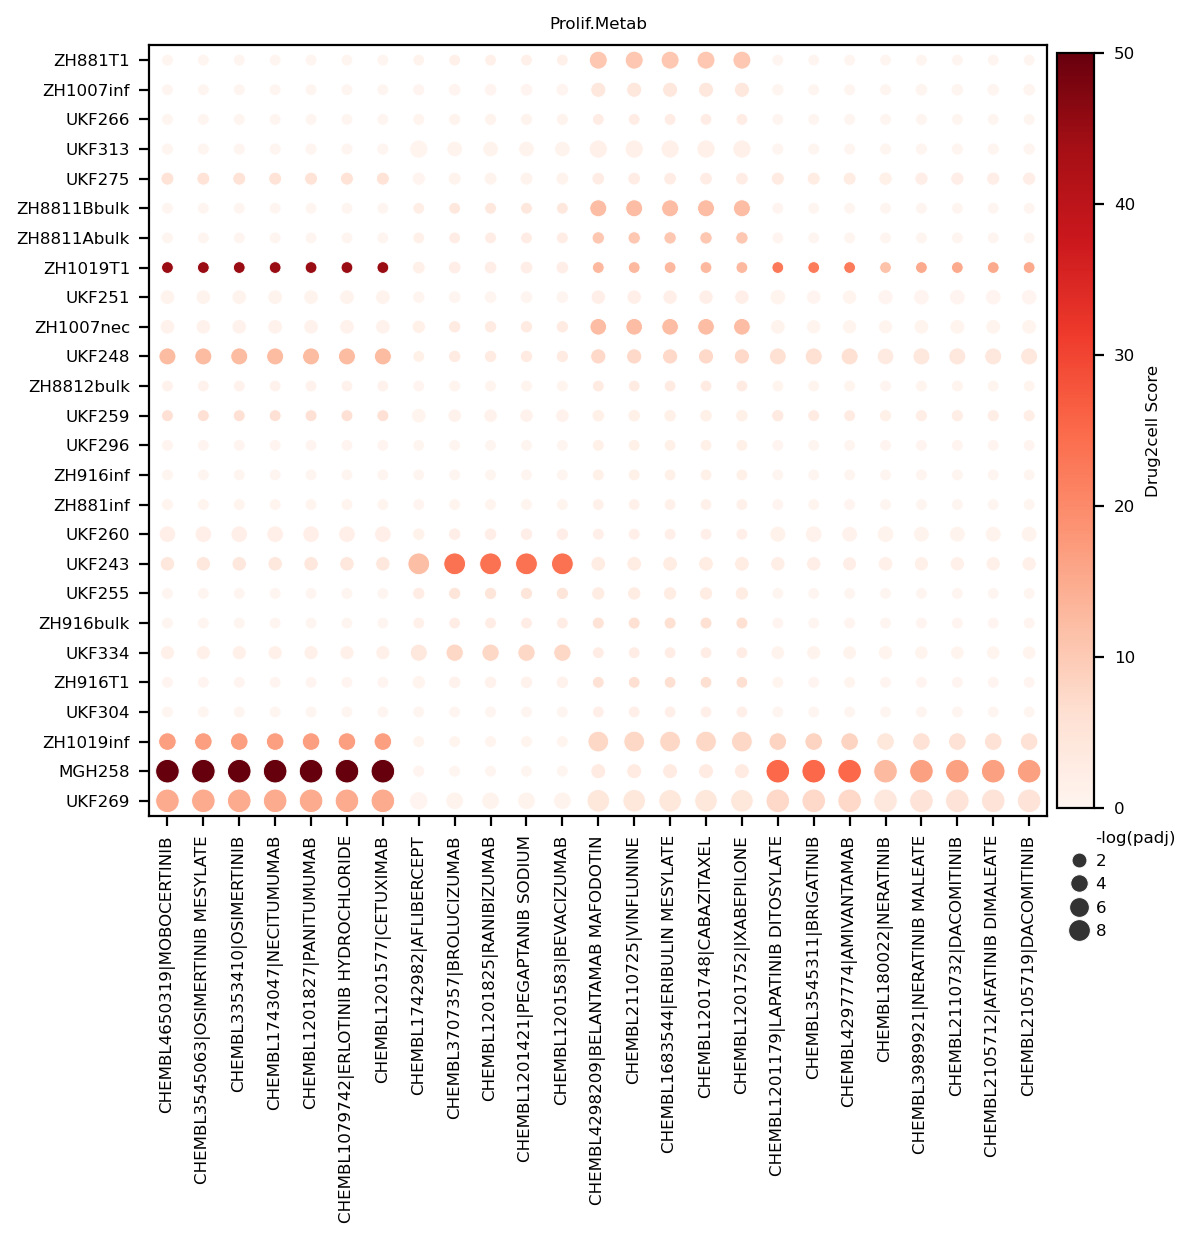 Prolif.Metab
ZH881T1
ZH1007inf
UKF266
UKF313
UKF275
ZH8811Bbulk
ZH8811Abulk
ZH1019T1
UKF251
ZH1007nec
UKF248
ZH8812bulk
UKF259
UKF296
ZH916inf
ZH881inf
UKF260
UKF243
UKF255
ZH916bulk
UKF334
ZH916T1
UKF304
ZH1019inf
MGH258
UKF269
CHEMBL4650319|MOBOCERTINIB
CHEMBL3545063|OSIMERTINIB MESYLATE
CHEMBL3353410|OSIMERTINIB
CHEMBL1743047|NECITUMUMAB
CHEMBL1201827|PANITUMUMAB
CHEMBL1079742|ERLOTINIB HYDROCHLORIDE
CHEMBL1201577|CETUXIMAB
CHEMBL1742982|AFLIBERCEPT
CHEMBL3707357|BROLUCIZUMAB
CHEMBL1201825|RANIBIZUMAB
CHEMBL1201421|PEGAPTANIB SODIUM
CHEMBL1201583|BEVACIZUMAB
CHEMBL4298209|BELANTAMAB MAFODOTIN
CHEMBL2110725|VINFLUNINE
CHEMBL1683544|ERIBULIN MESYLATE
CHEMBL1201748|CABAZITAXEL
CHEMBL1201752|IXABEPILONE
CHEMBL1201179|LAPATINIB DITOSYLATE
CHEMBL3545311|BRIGATINIB
CHEMBL4297774|AMIVANTAMAB
CHEMBL180022|NERATINIB
CHEMBL3989921|NERATINIB MALEATE
CHEMBL2110732|DACOMITINIB
CHEMBL2105712|AFATINIB DIMALEATE
CHEMBL2105719|DACOMITINIB
50
40
30
20
10
0
Drug2cell Score
-log(padj)
2
4
6
8